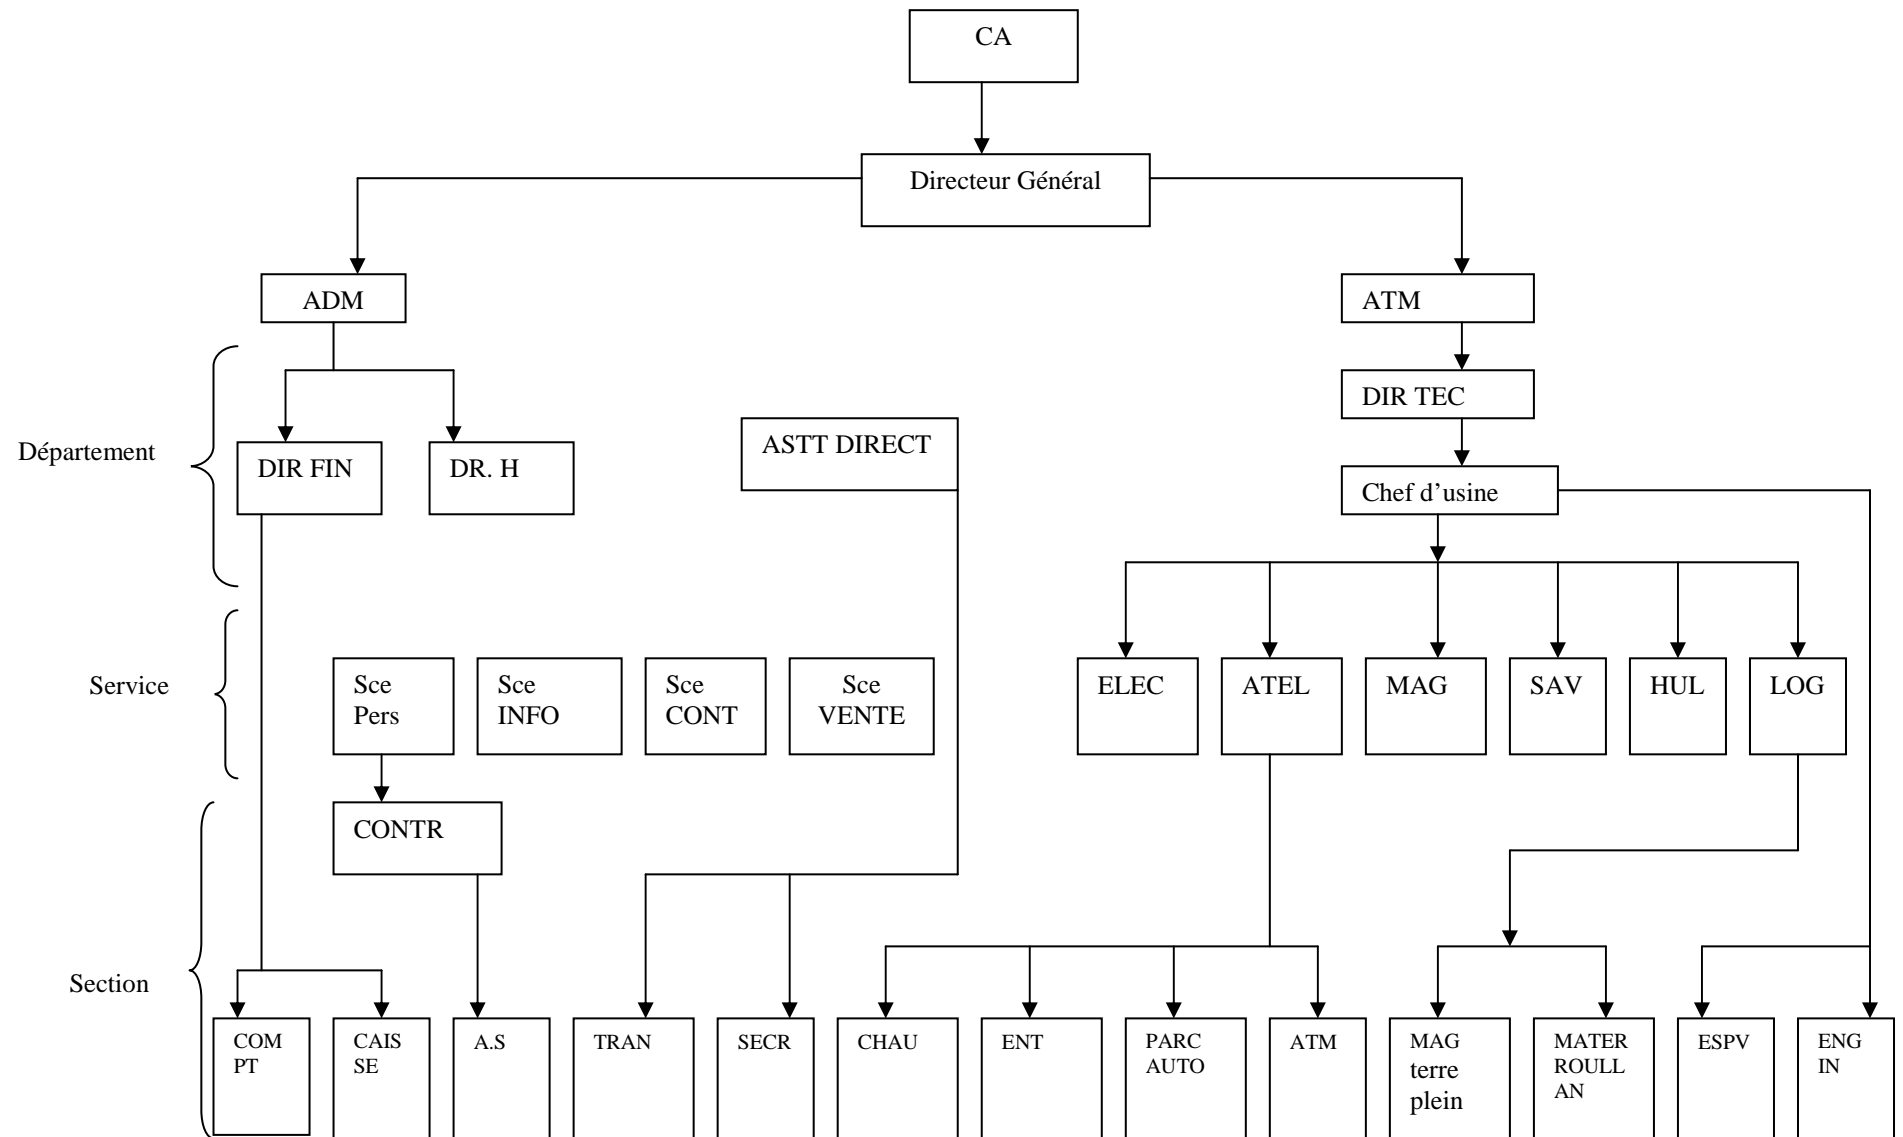 CA
Directeur Général
ADM
ATM
DIR TEC
ASTT DIRECT
Département
DIR FIN
DR. H
Chef d’usine
Service
Sce
Pers
Sce
INFO
Sce
CONT
Sce
VENTE
ELEC
ATEL
MAG
SAV
HUL
LOG
CONTR
Section
COM
PT
CAIS
SE
A.S
TRAN
SECR
CHAU
ENT
PARC
AUTO
ATM
MAG
terre
plein
MATER
ROULL
AN
ESPV
ENG
IN